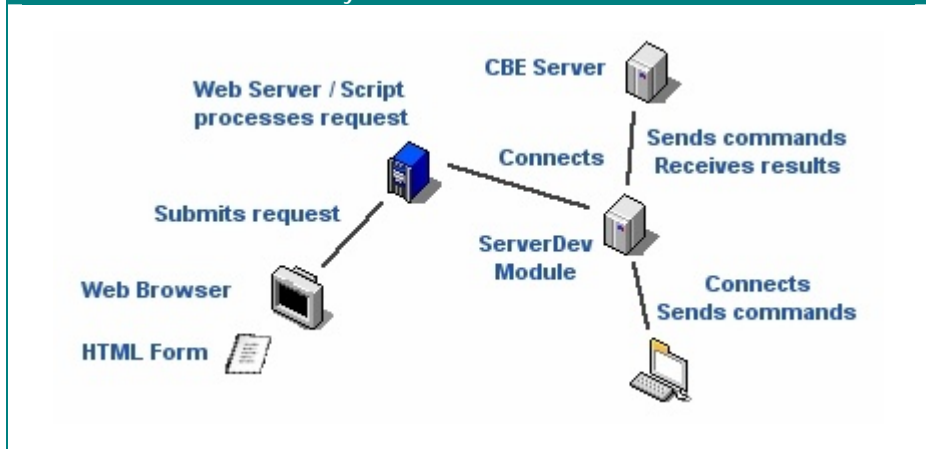 CBE Server
Web Server / Script
processes request
Sends commands
Receives results
Connects
Submits request
ServerDev
Module
Web Browser
Connects
Sends commands
HTML Form